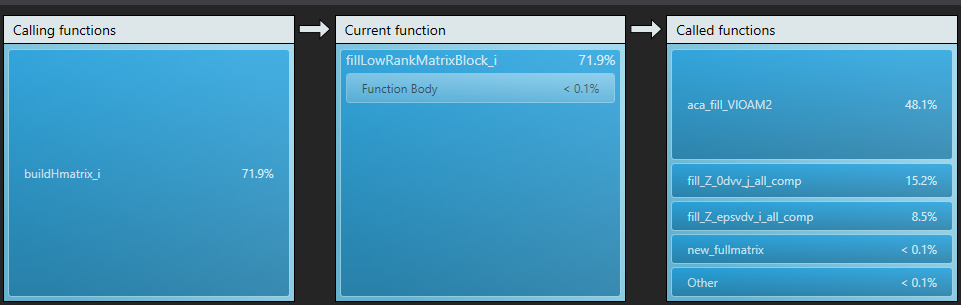 Calling functions
Current function
Called functions
buildHmatrix_i 71.9%
fillLowRankMatrixBlock_i 71.9%
Function Body < 0.1%
aca_fill_VIOAM2 48.1%
fill_Z_0dvv_j_all_comp 15.2%
fill_Z_epsvdv_i_all_comp 8.5%
new_fullmatrix < 0.1%
Other < 0.1%